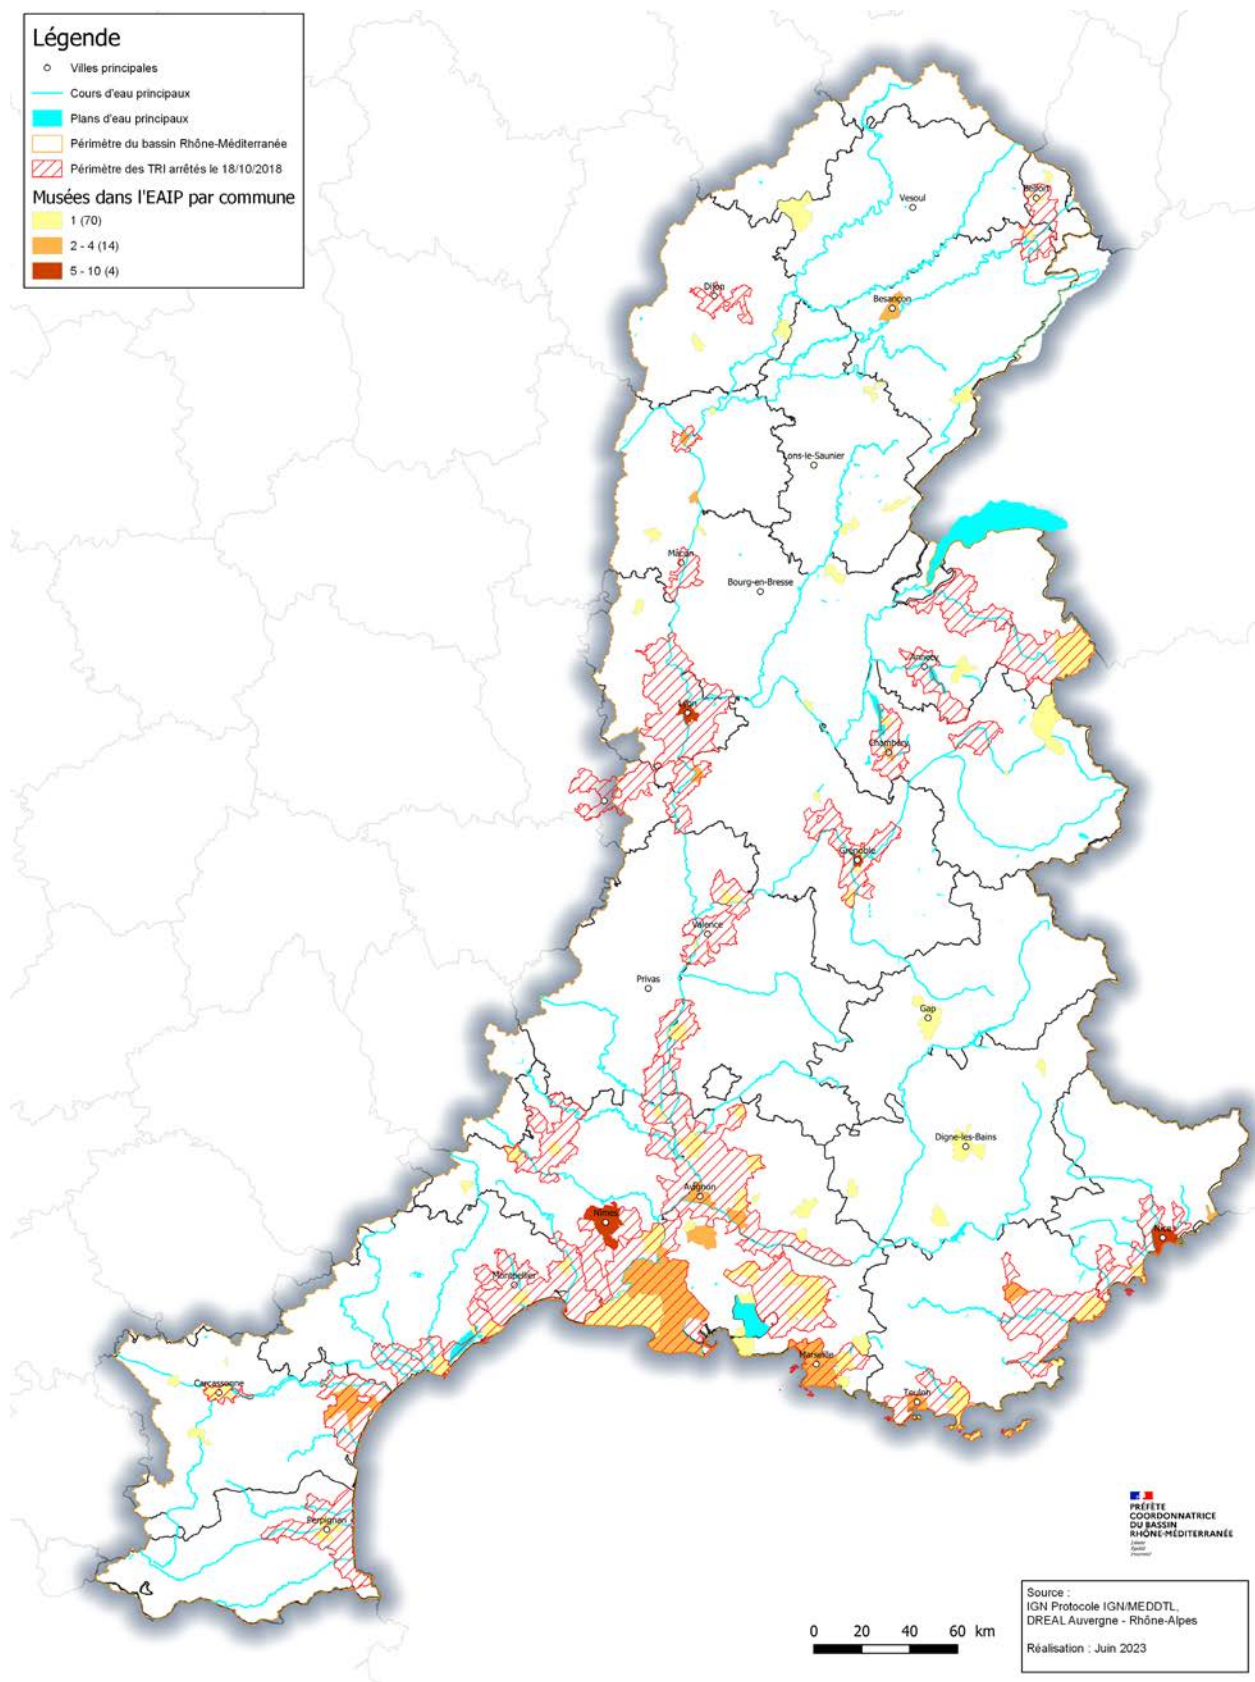 Légende
Villes principales
Cours d'eau principaux
Plans d'eau principaux
Périmètre du bassin Rhône-Méditerranée
Périmètre des TRI arrêtés le 18/10/2018
Musées dans l'EAIP par commune
1 (70)
2 - 4 (14)
5 - 10 (4)
Belfort
Vesoul
Dijon
Besançon
Lons-le-Saunier
Mâcon
Bourg-en-Bresse
Annecy
Lyon
Chambéry
Grenoble
Valence
Privas
Gap
Digne-les-Bains
Avignon
Nîmes
Nice
Montpellier
Marseille
Carcassonne
Toulon
Perpignan
PRÉFÈTE
COORDONNATRICE
DU BASSIN
RHÔNE-MÉDITERRANÉE
Liberté
Égalité
Fraternité
Source :
IGN Protocole IGN/MEDDTL,
DREAL Auvergne - Rhône-Alpes
Réalisation : Juin 2023
0 20 40 60 km